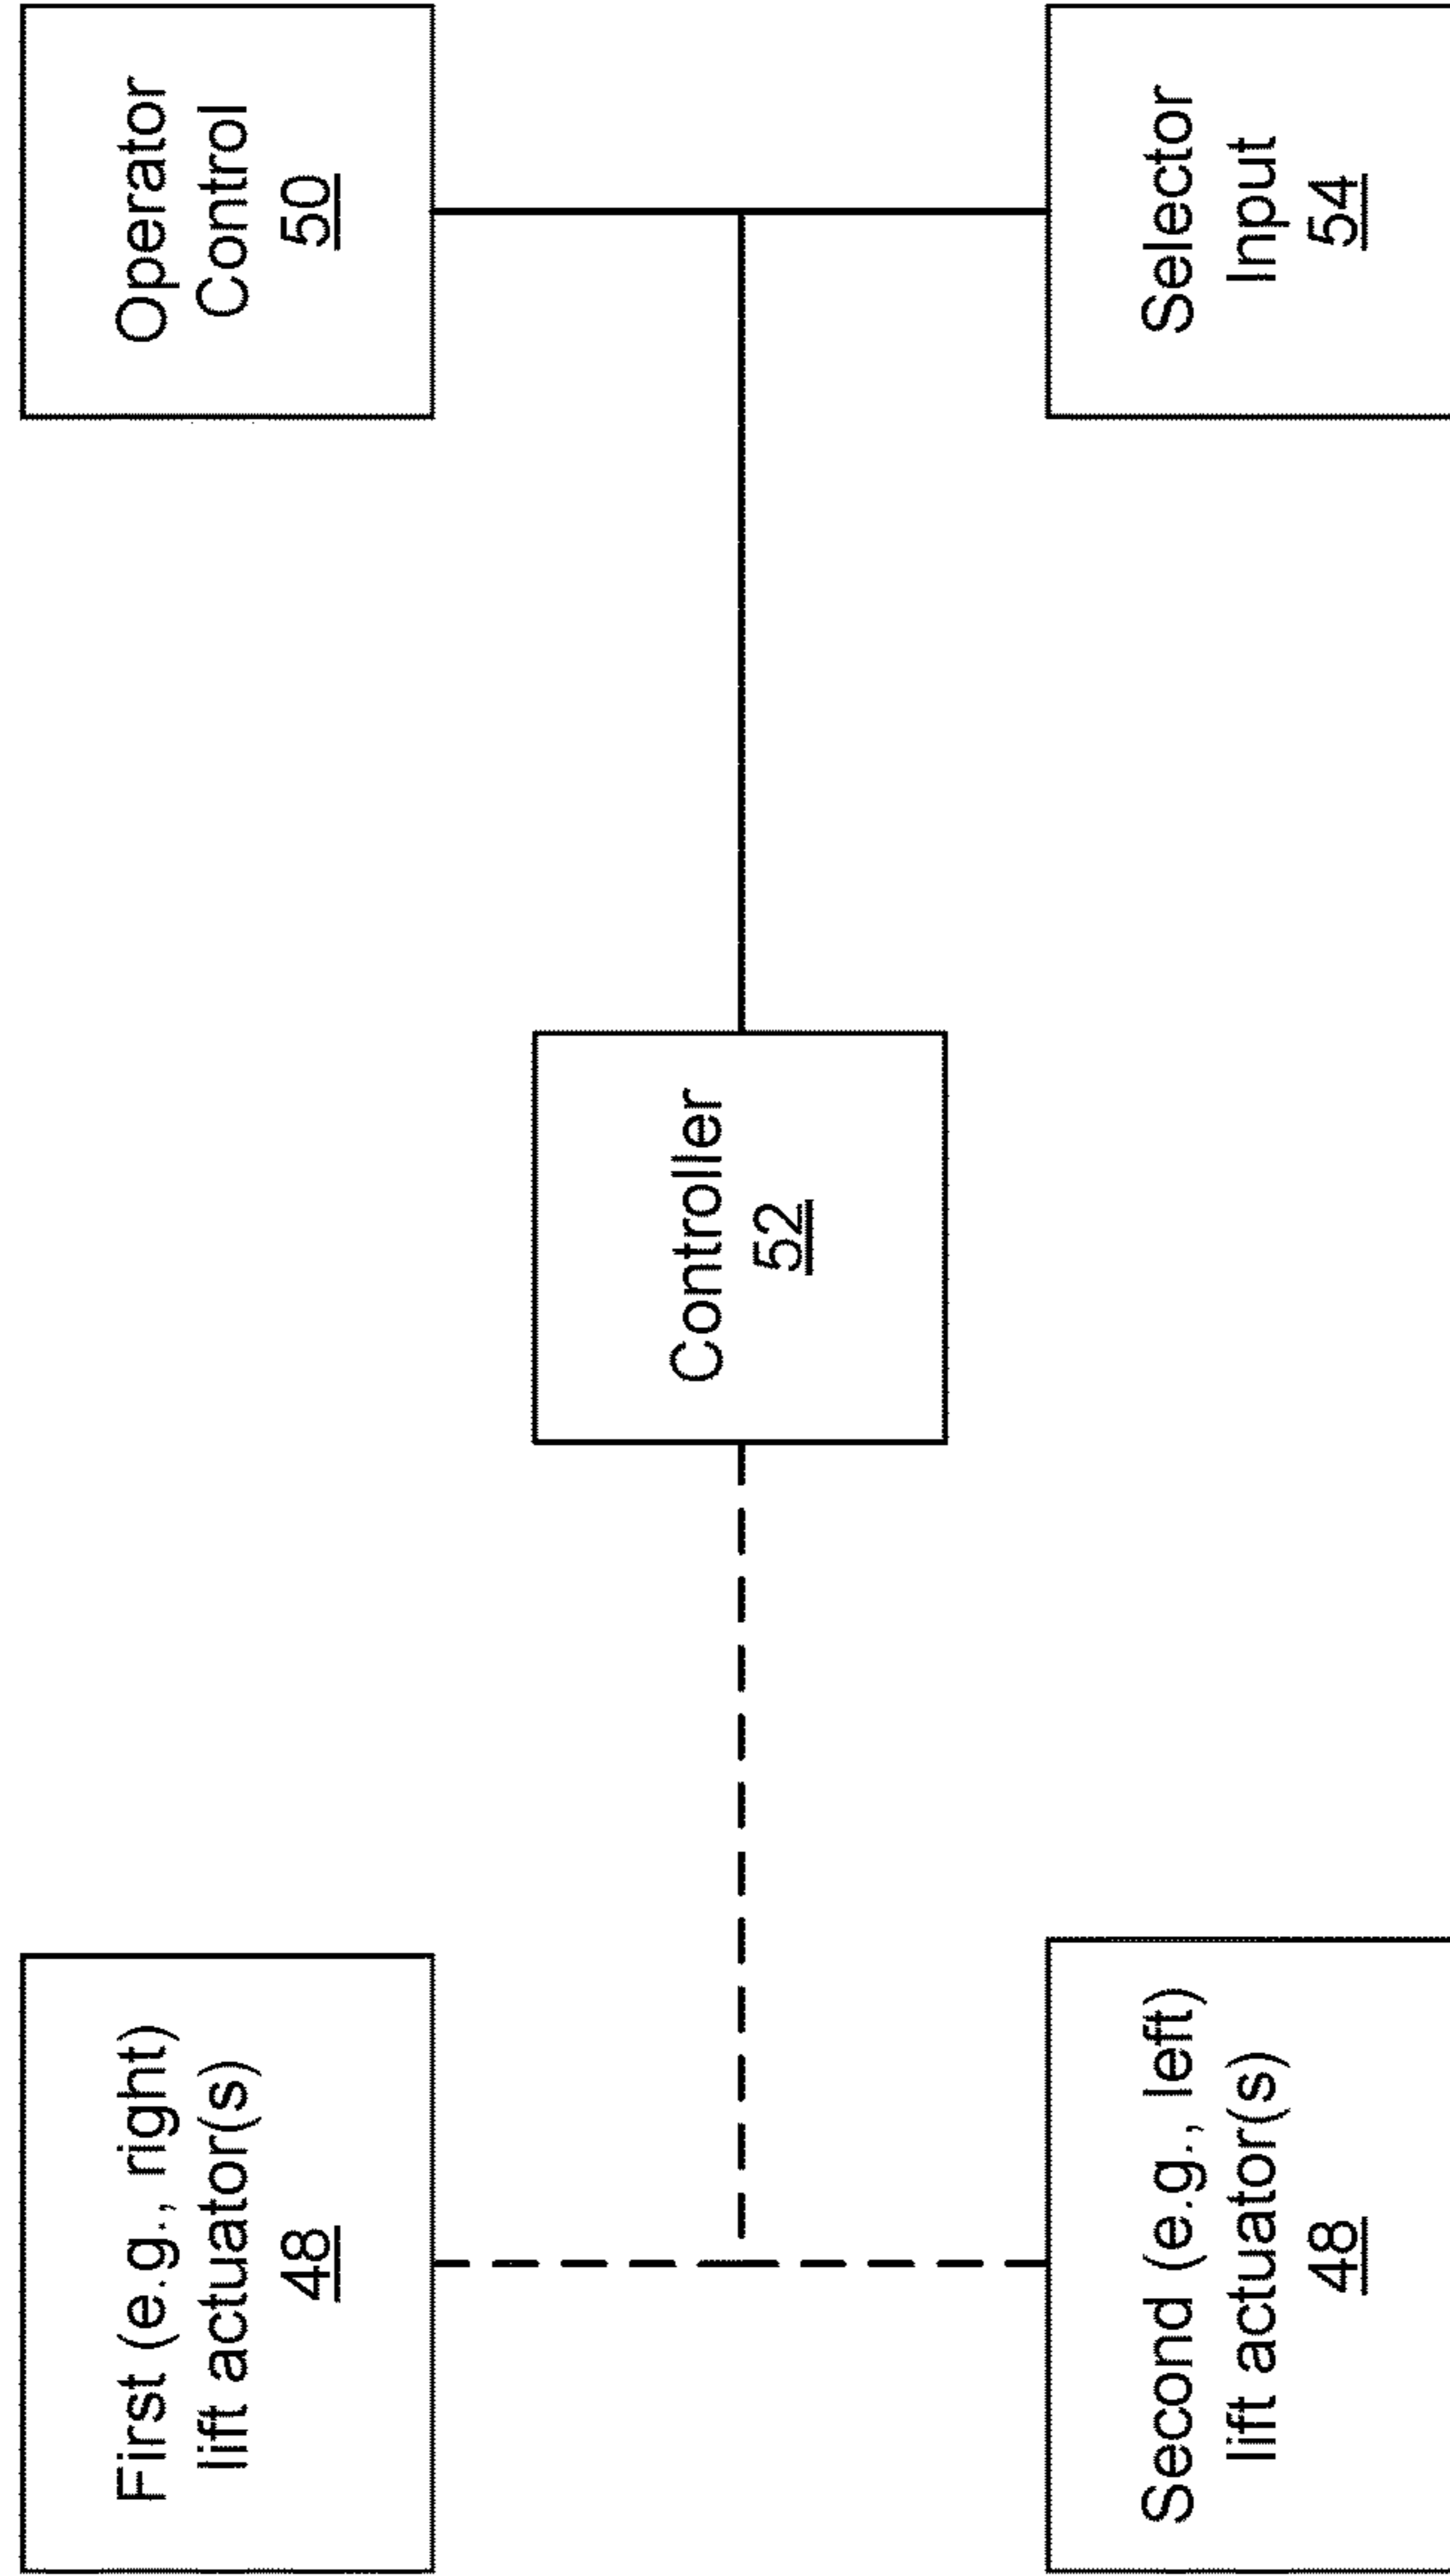 First (e.g., right)
lift actuator(s)
48
Second (e.g., left)
lift actuator(s)
48
Controller
52
Operator
Control
50
Selector
Input
54